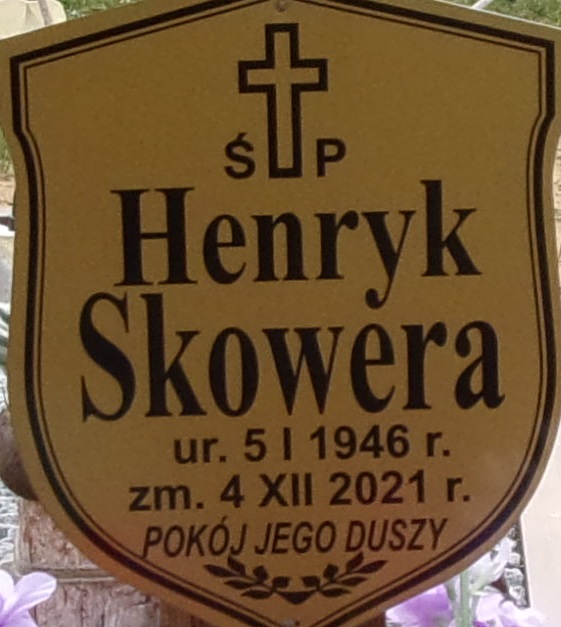 Ś P
Henryk
Skowera
ur. 5 I 1946 r.
zm. 4 XII 2021 r.
POKÓJ JEGO DUSZY